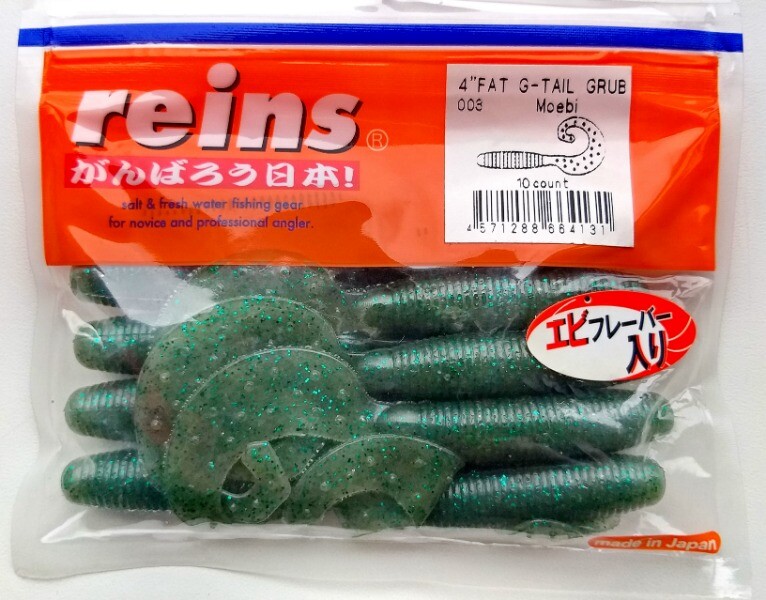 reins®
がんばろう日本!
salt & fresh water fishing gear
for novice and professional angler.
4"FAT G-TAIL GRUB
003 Moebi
10 count
4 571288 664131
エビフレーバー
入り
made in Japan